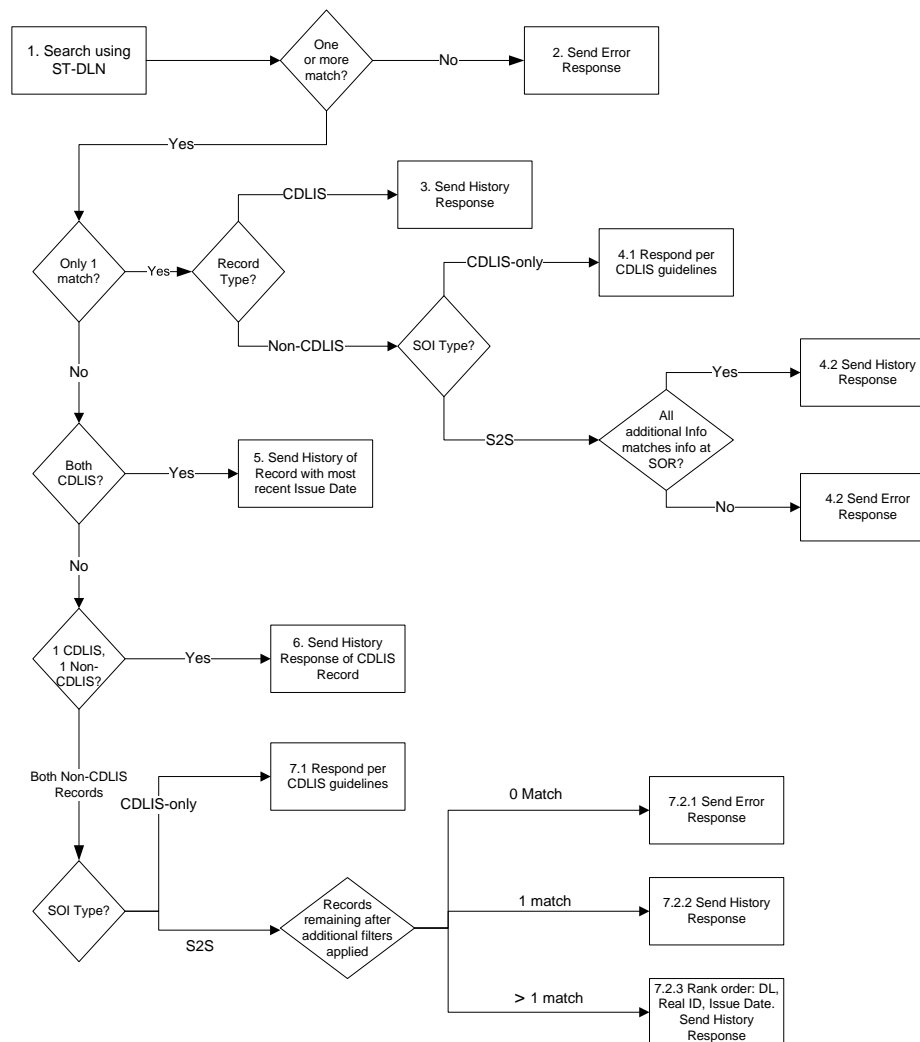 1. Search using
ST-DLN
One
or more
match?
No
2. Send Error
Response
Yes
Only 1
match?
Yes
Record
Type?
CDLIS
3. Send History
Response
Non-CDLIS
SOI Type?
CDLIS-only
4.1 Respond per
CDLIS guidelines
S2S
All
additional Info
matches info at
SOR?
Yes
4.2 Send History
Response
No
4.2 Send Error
Response
No
Both
CDLIS?
Yes
5. Send History of
Record with most
recent Issue Date
No
1 CDLIS,
1 Non-
CDLIS?
Yes
6. Send History
Response of CDLIS
Record
Both Non-CDLIS
Records
SOI Type?
CDLIS-only
7.1 Respond per
CDLIS guidelines
S2S
Records
remaining after
additional filters
applied
0 Match
7.2.1 Send Error
Response
1 match
7.2.2 Send History
Response
> 1 match
7.2.3 Rank order: DL,
Real ID, Issue Date.
Send History
Response